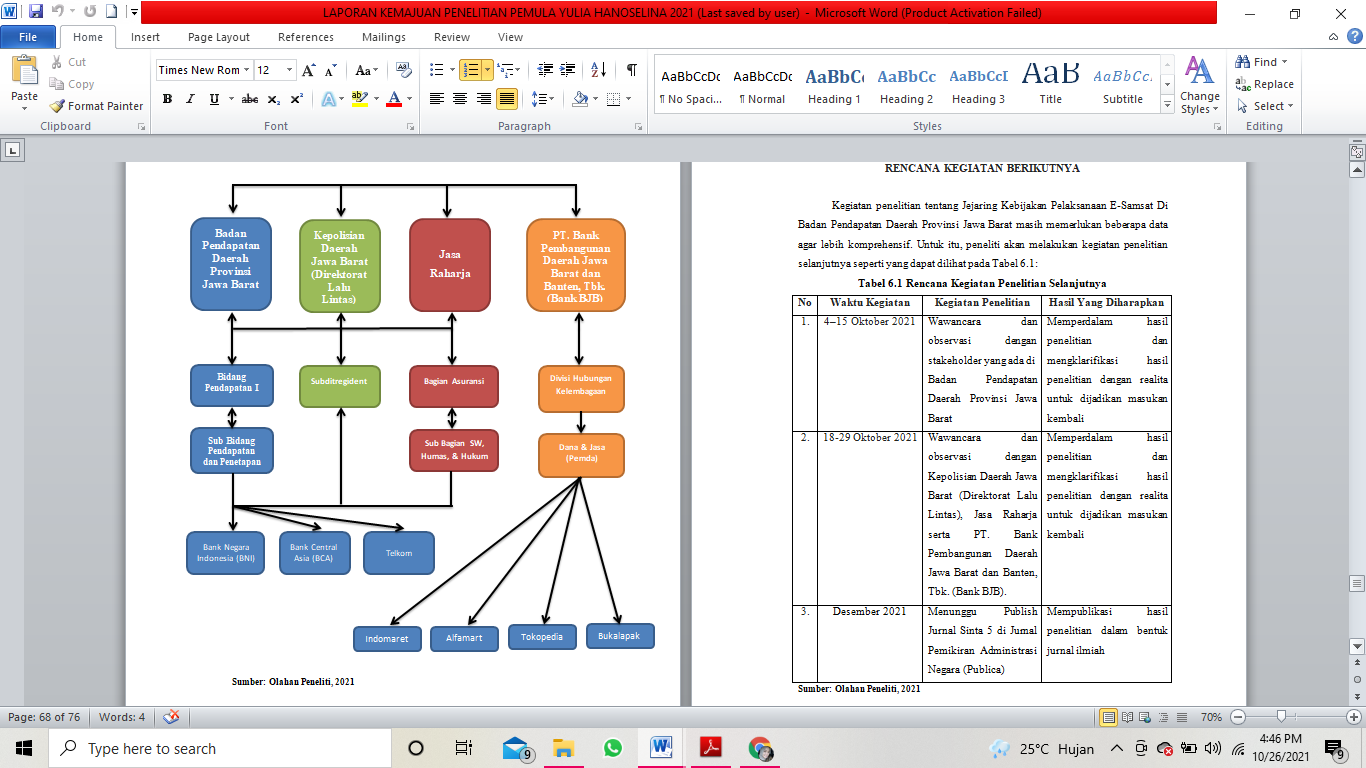 LAPORAN KEMAJUAN PENELITIAN PEMULA YULIA HANOSELINA 2021 (Last saved by user) - Microsoft Word (Product Activation Failed)
File Home Insert Page Layout References Mailings Review View
Paste
Cut
Copy
Format Painter
Clipboard
Times New Rom 12
Font
Paragraph
AaBbCcDc AaBbCcDc AaBbCc AaBbCc AaBbCcI AaB AaBbCcI
¶ No Spaci... ¶ Normal Heading 1 Heading 2 Heading 3 Title Subtitle
Change
Styles
Styles
Find
Replace
Select
Editing
Badan
Pendapatan
Daerah
Provinsi
Jawa Barat
Kepolisian
Daerah
Jawa Barat
(Direktorat
Lalu
Lintas)
Jasa
Raharja
PT. Bank
Pembangunan
Daerah Jawa
Barat dan
Banten, Tbk.
(Bank BJB)
Bidang
Pendapatan I
Subditregident
Bagian Asuransi
Divisi Hubungan
Kelembagaan
Sub Bidang
Pendapatan
dan Penetapan
Sub Bagian SW,
Humas, & Hukum
Dana & Jasa
(Pemda)
Bank Negara
Indonesia (BNI)
Bank Central
Asia (BCA)
Telkom
Indomaret
Alfamart
Tokopedia
Bukalapak
Sumber: Olahan Peneliti, 2021
RENCANA KEGIATAN BERIKUTNYA
Kegiatan penelitian tentang Jejaring Kebijakan Pelaksanaan E-Samsat Di
Badan Pendapatan Daerah Provinsi Jawa Barat masih memerlukan beberapa data
agar lebih komprehensif. Untuk itu, peneliti akan melakukan kegiatan penelitian
selanjutnya seperti yang dapat dilihat pada Tabel 6.1:
Tabel 6.1 Rencana Kegiatan Penelitian Selanjutnya
No Waktu Kegiatan Kegiatan Penelitian Hasil Yang Diharapkan
1. 4–15 Oktober 2021
Wawancara dan
observasi dengan
stakeholder yang ada di
Badan Pendapatan
Daerah Provinsi Jawa
Barat
Memperdalam hasil
penelitian dan
mengklarifikasi hasil
penelitian dengan realita
untuk dijadikan masukan
kembali
2. 18-29 Oktober 2021
Wawancara dan
observasi dengan
Kepolisian Daerah Jawa
Barat (Direktorat Lalu
Lintas), Jasa Raharja
serta PT. Bank
Pembangunan Daerah
Jawa Barat dan Banten,
Tbk. (Bank BJB).
Memperdalam hasil
penelitian dan
mengklarifikasi hasil
penelitian dengan realita
untuk dijadikan masukan
kembali
3. Desember 2021
Menunggu Publish
Jurnal Sinta 5 di Jurnal
Pemikiran Administrasi
Negara (Publica)
Mempublikasi hasil
penelitian dalam bentuk
jurnal ilmiah
Sumber: Olahan Peneliti, 2021
Page: 68 of 76 Words: 4 70%
Type here to search
9
25°C Hujan
4:46 PM
10/26/2021
9